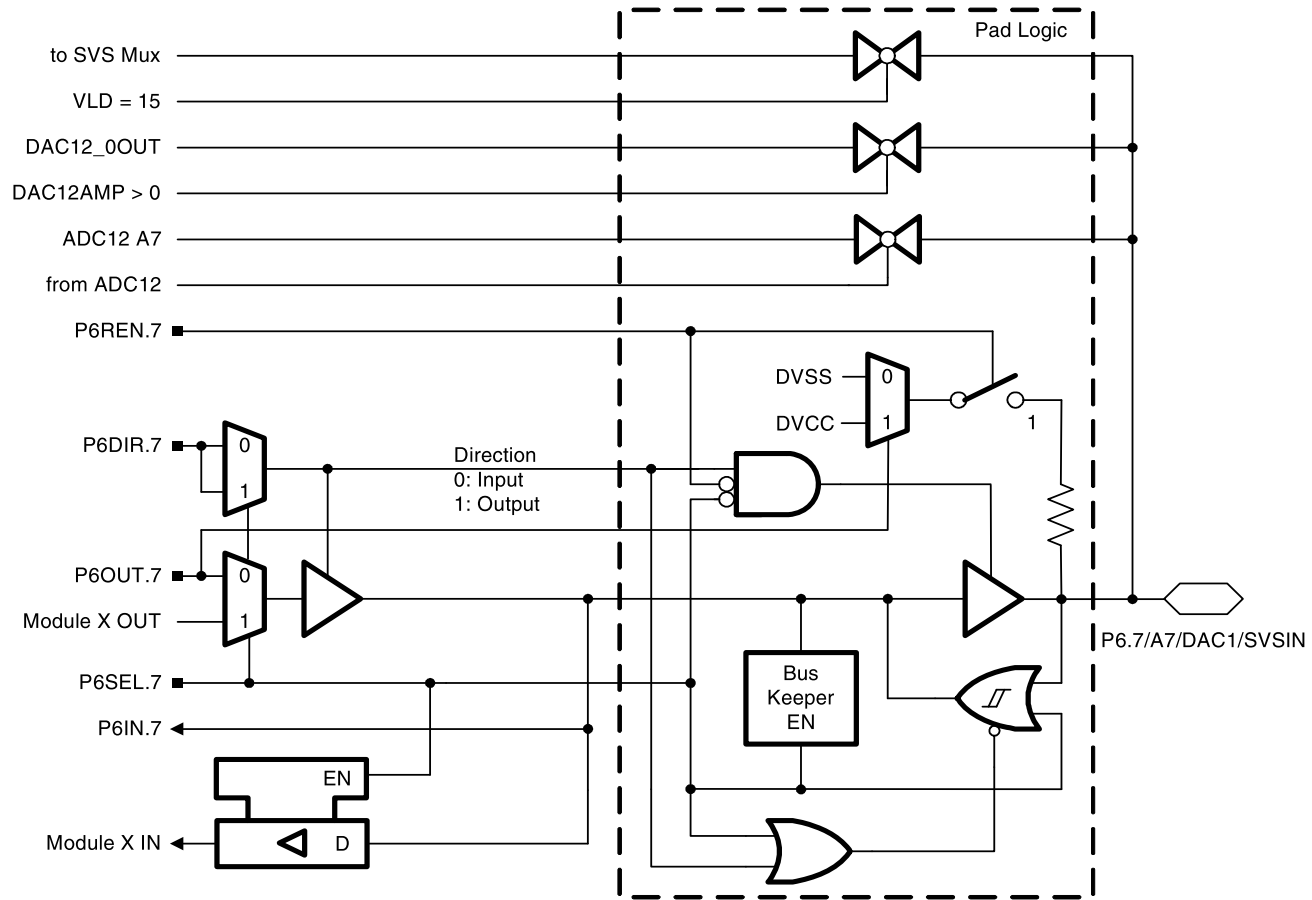 Pad Logic
to SVS Mux
VLD = 15
DAC12_0OUT
DAC12AMP > 0
ADC12 A7
from ADC12
P6REN.7
DVSS
0
DVCC
1
1
P6DIR.7
0
1
Direction
0: Input
1: Output
P6OUT.7
0
Module X OUT
1
P6.7/A7/DAC1/SVSIN
P6SEL.7
Bus
Keeper
EN
P6IN.7
EN
Module X IN
D